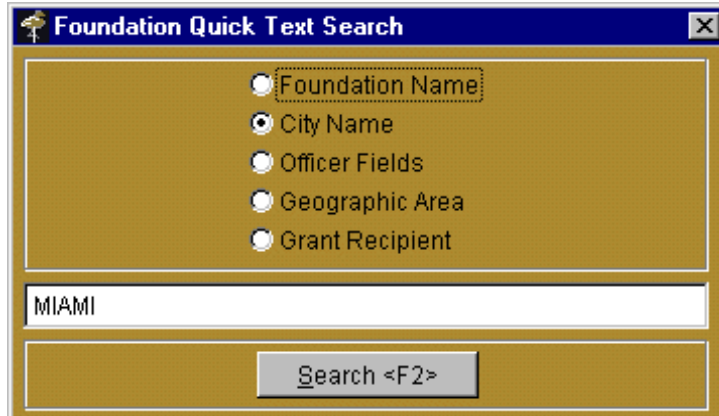 Foundation Quick Text Search
Foundation Name
City Name
Officer Fields
Geographic Area
Grant Recipient
MIAMI
Search <F2>